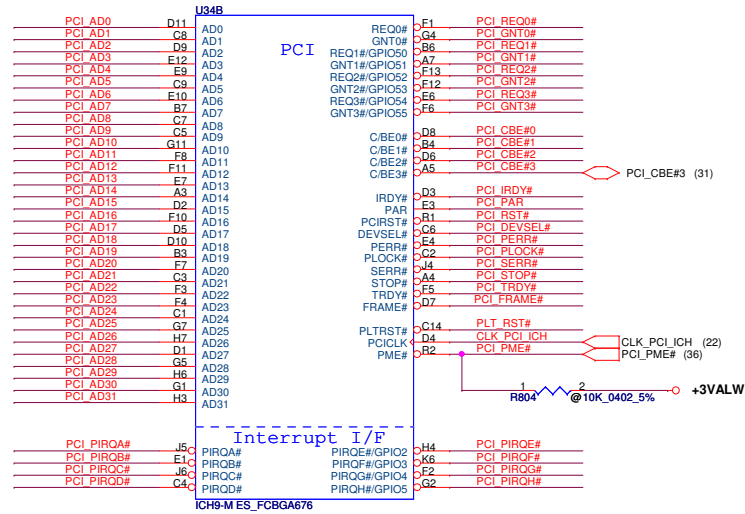 U34B
PCI
PCI_AD0 D11 AD0
PCI_AD1 C8 AD1
PCI_AD2 D9 AD2
PCI_AD3 E12 AD3
PCI_AD4 E9 AD4
PCI_AD5 C9 AD5
PCI_AD6 E10 AD6
PCI_AD7 B7 AD7
PCI_AD8 C7 AD8
PCI_AD9 C5 AD9
PCI_AD10 G11 AD10
PCI_AD11 F8 AD11
PCI_AD12 F11 AD12
PCI_AD13 E7 AD13
PCI_AD14 A3 AD14
PCI_AD15 D2 AD15
PCI_AD16 F10 AD16
PCI_AD17 D5 AD17
PCI_AD18 D10 AD18
PCI_AD19 B3 AD19
PCI_AD20 F7 AD20
PCI_AD21 C3 AD21
PCI_AD22 F3 AD22
PCI_AD23 F4 AD23
PCI_AD24 C1 AD24
PCI_AD25 G7 AD25
PCI_AD26 H7 AD26
PCI_AD27 D1 AD27
PCI_AD28 G5 AD28
PCI_AD29 H6 AD29
PCI_AD30 G1 AD30
PCI_AD31 H3 AD31
REQ0# F1 PCI_REQ0#
GNT0# G4 PCI_GNT0#
REQ1#/GPIO50 B6 PCI_REQ1#
GNT1#/GPIO51 A7 PCI_GNT1#
REQ2#/GPIO52 F13 PCI_REQ2#
GNT2#/GPIO53 F12 PCI_GNT2#
REQ3#/GPIO54 E6 PCI_REQ3#
GNT3#/GPIO55 F6 PCI_GNT3#
C/BE0# D8 PCI_CBE#0
C/BE1# B4 PCI_CBE#1
C/BE2# D6 PCI_CBE#2
C/BE3# A5 PCI_CBE#3 PCI_CBE#3 (31)
IRDY# D3 PCI_IRDY#
PAR E3 PCI_PAR
PCIRST# R1 PCI_RST#
DEVSEL# C6 PCI_DEVSEL#
PERR# E4 PCI_PERR#
PLOCK# C2 PCI_PLOCK#
SERR# J4 PCI_SERR#
STOP# A4 PCI_STOP#
TRDY# F5 PCI_TRDY#
FRAME# D7 PCI_FRAME#
PLTRST# C14 PLT_RST#
PCICLK D4 CLK_PCI_ICH CLK_PCI_ICH (22)
PME# R2 PCI_PME# PCI_PME# (36)
1 2 +3VALW
R804 @10K_0402_5%
Interrupt I/F
PCI_PIRQA# J5 PIRQA# PIRQE#/GPIO2 H4 PCI_PIRQE#
PCI_PIRQB# E1 PIRQB# PIRQF#/GPIO3 K6 PCI_PIRQF#
PCI_PIRQC# J6 PIRQC# PIRQG#/GPIO4 F2 PCI_PIRQG#
PCI_PIRQD# C4 PIRQD# PIRQH#/GPIO5 G2 PCI_PIRQH#
ICH9-M ES_FCBGA676